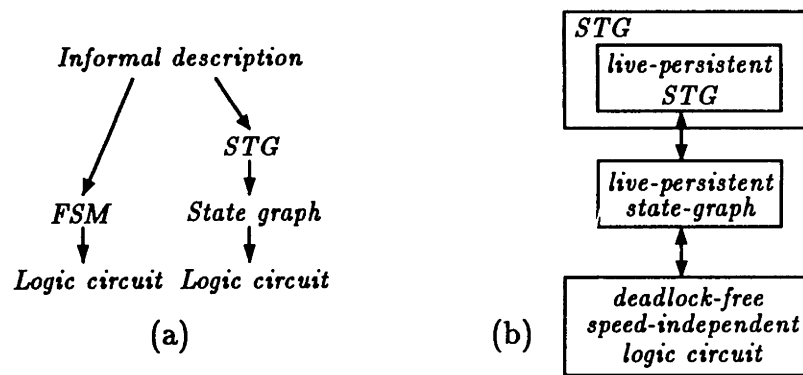 Informal description
STG
FSM
State graph
Logic circuit
Logic circuit
(a)
STG
live-persistent
STG
live-persistent
state-graph
deadlock-free
speed-independent
logic circuit
(b)